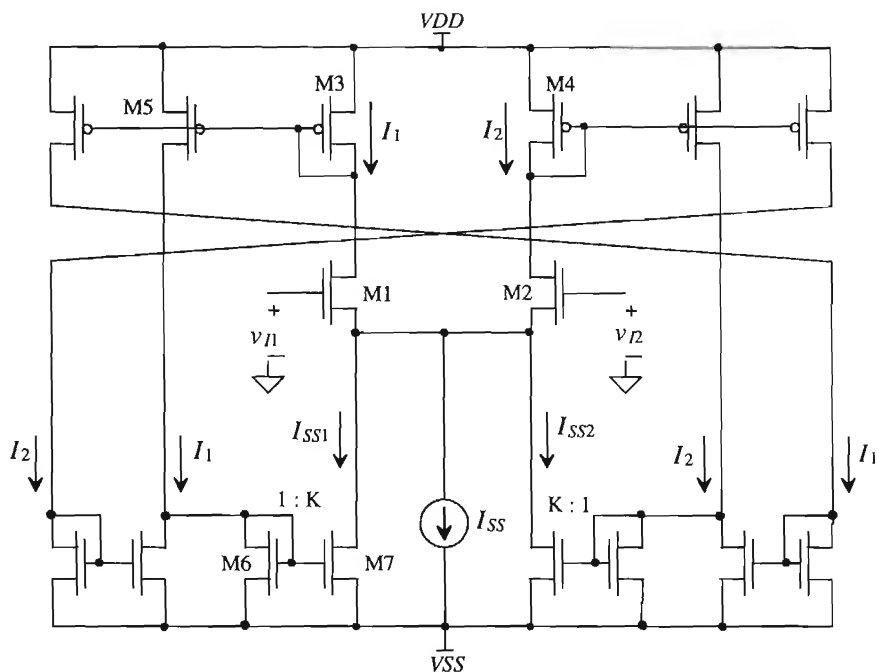 VDD
M5
M3
M4
I1
I2
M1
M2
+
vI1
−
+
vI2
−
I2
I1
ISS1
ISS2
I2
I1
1 : K
K : 1
ISS
M6
M7
VSS